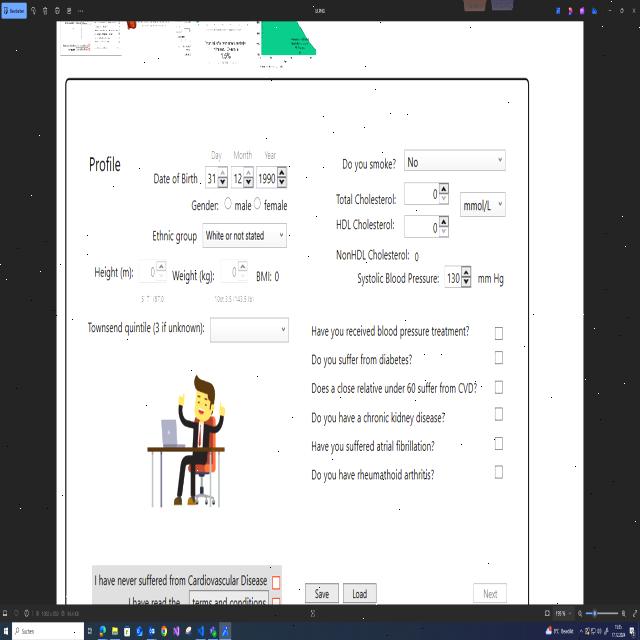 Bearbeiten
1.6%
Profile
Day Month Year
Date of Birth . 31 12 1990
Gender: male female
Ethnic group White or not stated
Height (m): 0 Weight (kg): 0 BMI: 0
Townsend quintile (3 if unknown):
Do you smoke? No
Total Cholesterol: 0
mmol/L
HDL Cholesterol: 0
NonHDL Cholesterol: 0
Systolic Blood Pressure: 130 mm Hg
Have you received blood pressure treatment?
Do you suffer from diabetes?
Does a close relative under 60 suffer from CVD?
Do you have a chronic kidney disease?
Have you suffered atrial fibrillation?
Do you have rheumathoid arthritis?
I have never suffered from Cardiovascular Disease
I have read the terms and conditions
Save Load Next
Suchen